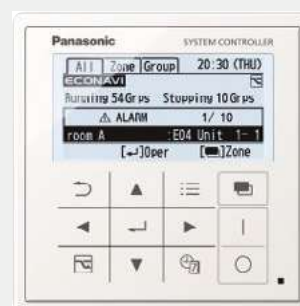 Panasonic SYSTEM CONTROLLER
All Zone Group 20:30 (THU)
ECONAVI
Running 54Grps Stopping 10Grps
⚠ ALARM 1/ 10
room A :E04 Unit 1- 1
[↵]Oper [ ]Zone